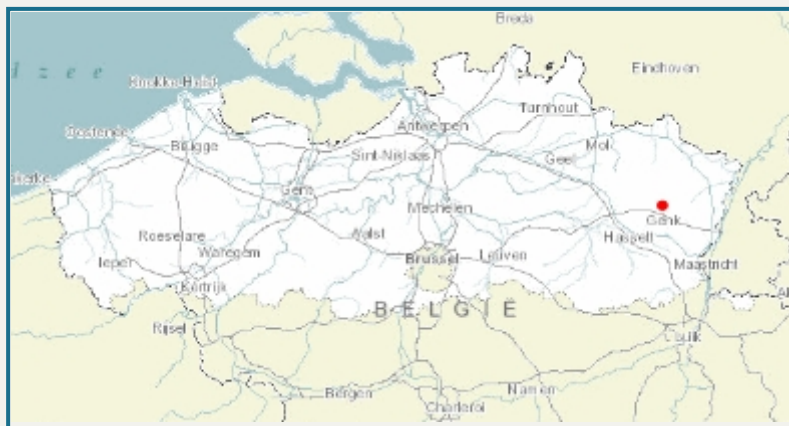 Breda
dzee
Eindhoven
Knokke-Heist
Turnhout
Antwerpen
Oostende
Mol
Brugge
Sint-Niklaas
Geel
Gent
Mechelen
Genk
Roeselare
Aalst
Hasselt
Waregem
Brussel
Leuven
Ieper
Maastricht
Kortrijk
BELGIË
Rijsel
Luik
Bergen
Namen
Charleroi